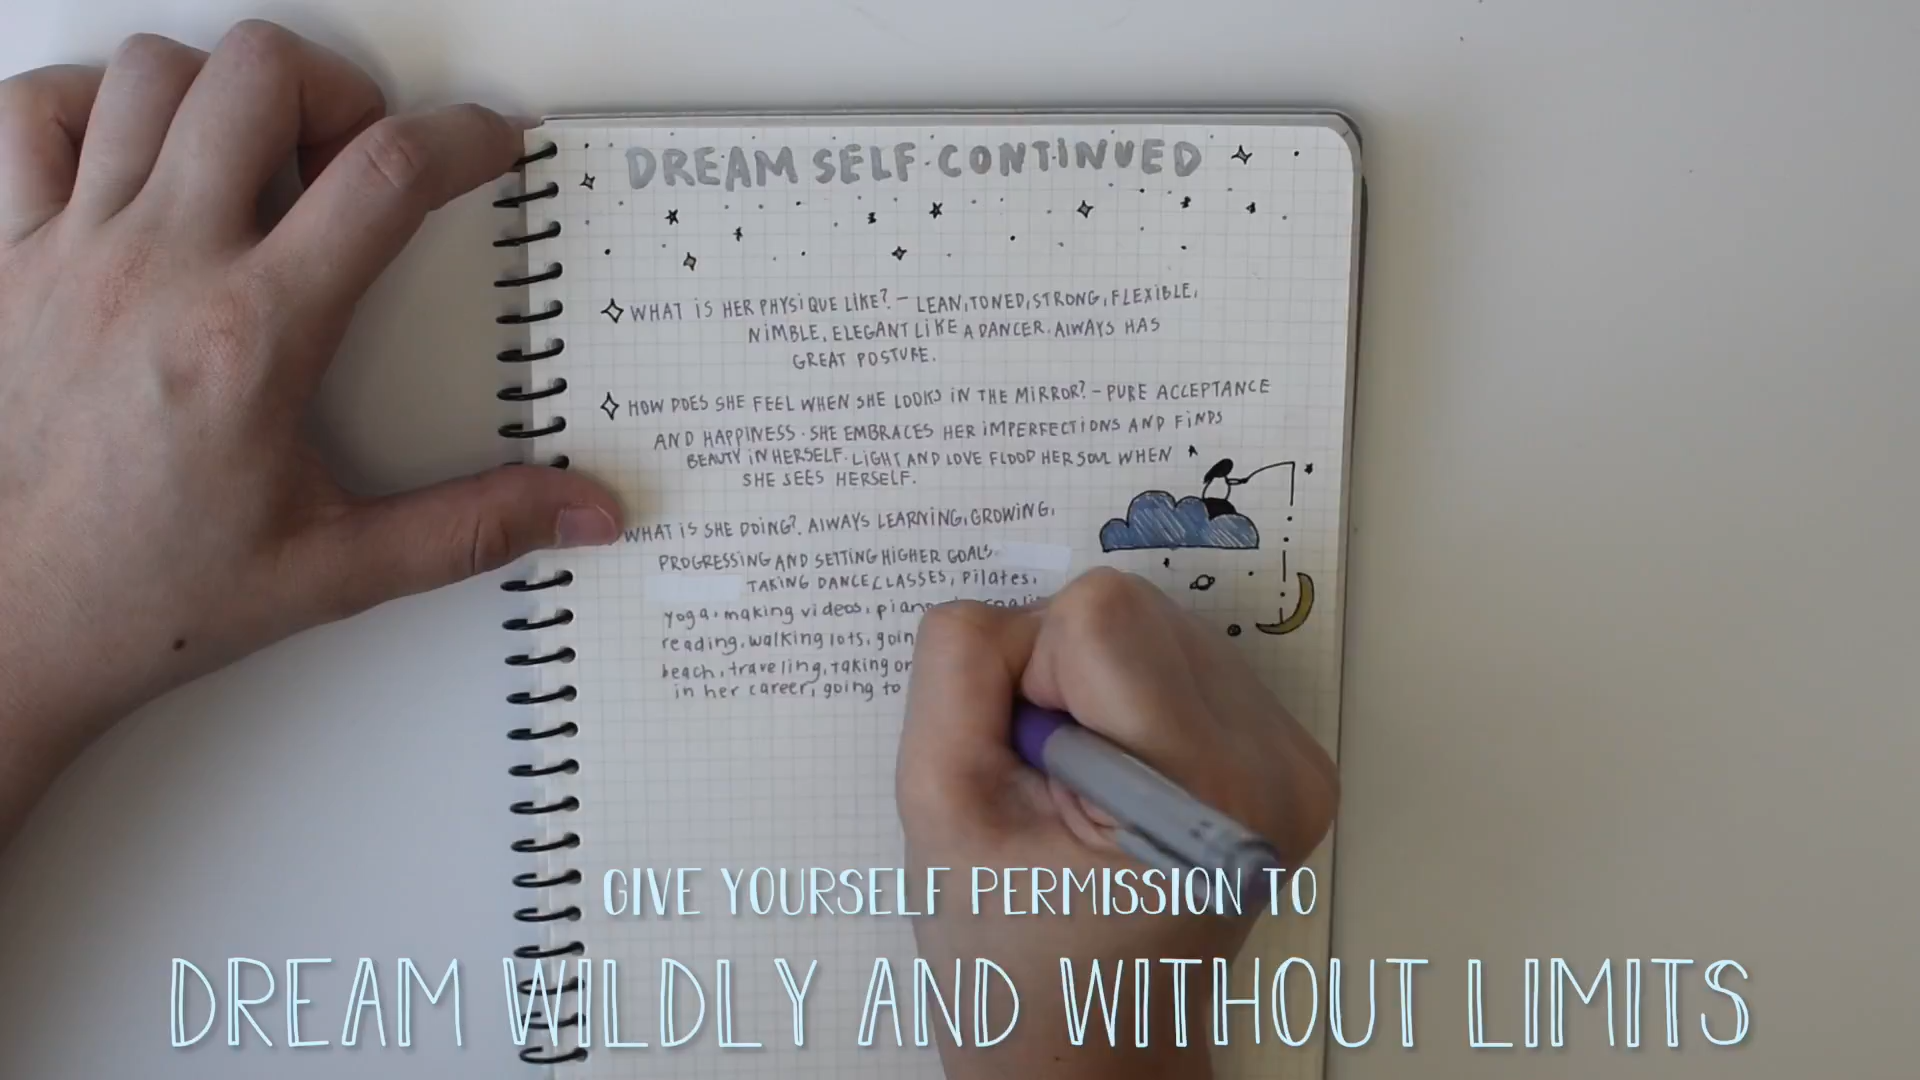 DREAM SELF CONTINUED
WHAT IS HER PHYSIQUE LIKE? - LEAN, TONED, STRONG, FLEXIBLE,
NIMBLE, ELEGANT LIKE A DANCER. ALWAYS HAS
GREAT POSTURE.
HOW DOES SHE FEEL WHEN SHE LOOKS IN THE MIRROR? - PURE ACCEPTANCE
AND HAPPINESS. SHE EMBRACES HER IMPERFECTIONS AND FINDS
BEAUTY IN HERSELF. LIGHT AND LOVE FLOOD HER SOUL WHEN
SHE SEES HERSELF.
WHAT IS SHE DOING? ALWAYS LEARNING, GROWING,
PROGRESSING AND SETTING HIGHER GOALS
TAKING DANCE CLASSES, Pilates,
yoga, making videos,
reading, walking lots,
beach, traveling, taking
in her career, going to
GIVE YOURSELF PERMISSION TO
DREAM WILDLY AND WITHOUT LIMITS